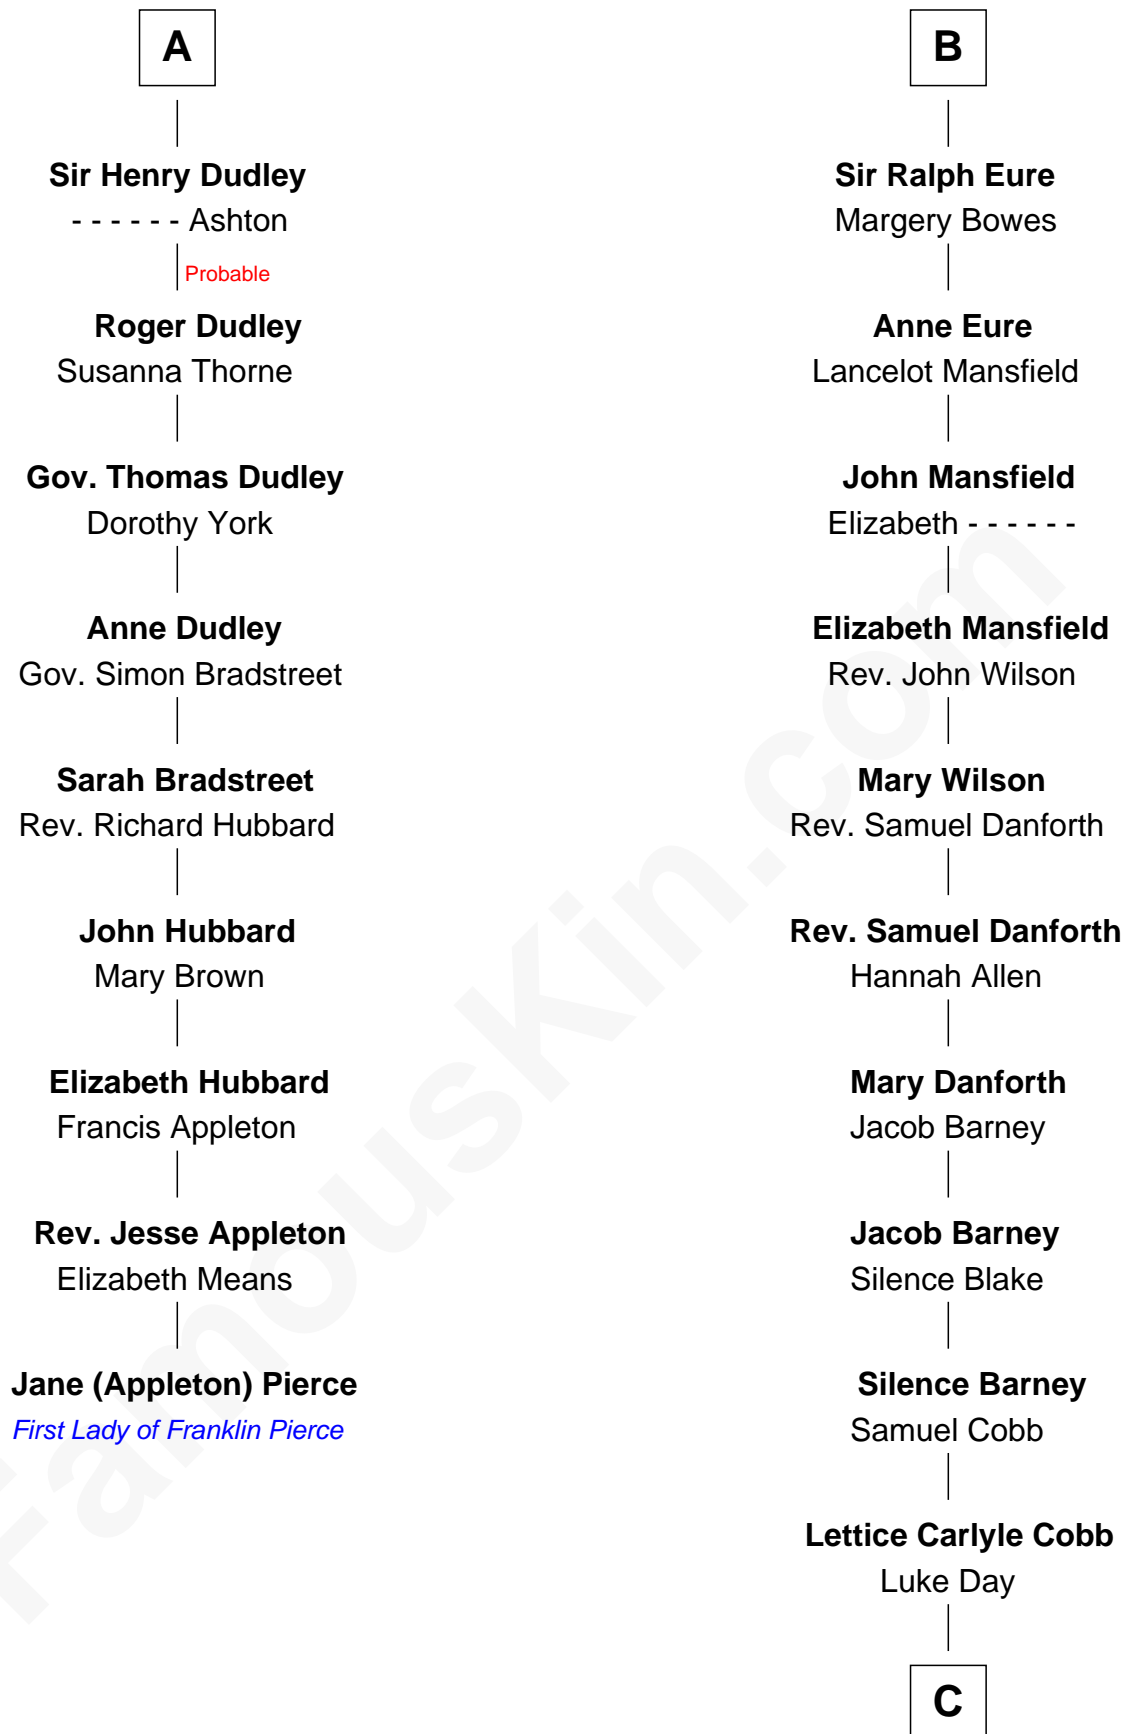 A
Sir Henry Dudley
- - - - - - Ashton
Probable
Roger Dudley
Susanna Thorne
Gov. Thomas Dudley
Dorothy York
Anne Dudley
Gov. Simon Bradstreet
Sarah Bradstreet
Rev. Richard Hubbard
John Hubbard
Mary Brown
Elizabeth Hubbard
Francis Appleton
Rev. Jesse Appleton
Elizabeth Means
Jane (Appleton) Pierce
First Lady of Franklin Pierce
B
Sir Ralph Eure
Margery Bowes
Anne Eure
Lancelot Mansfield
John Mansfield
Elizabeth - - - - - -
Elizabeth Mansfield
Rev. John Wilson
Mary Wilson
Rev. Samuel Danforth
Rev. Samuel Danforth
Hannah Allen
Mary Danforth
Jacob Barney
Jacob Barney
Silence Blake
Silence Barney
Samuel Cobb
Lettice Carlyle Cobb
Luke Day
C
FamousKin.com